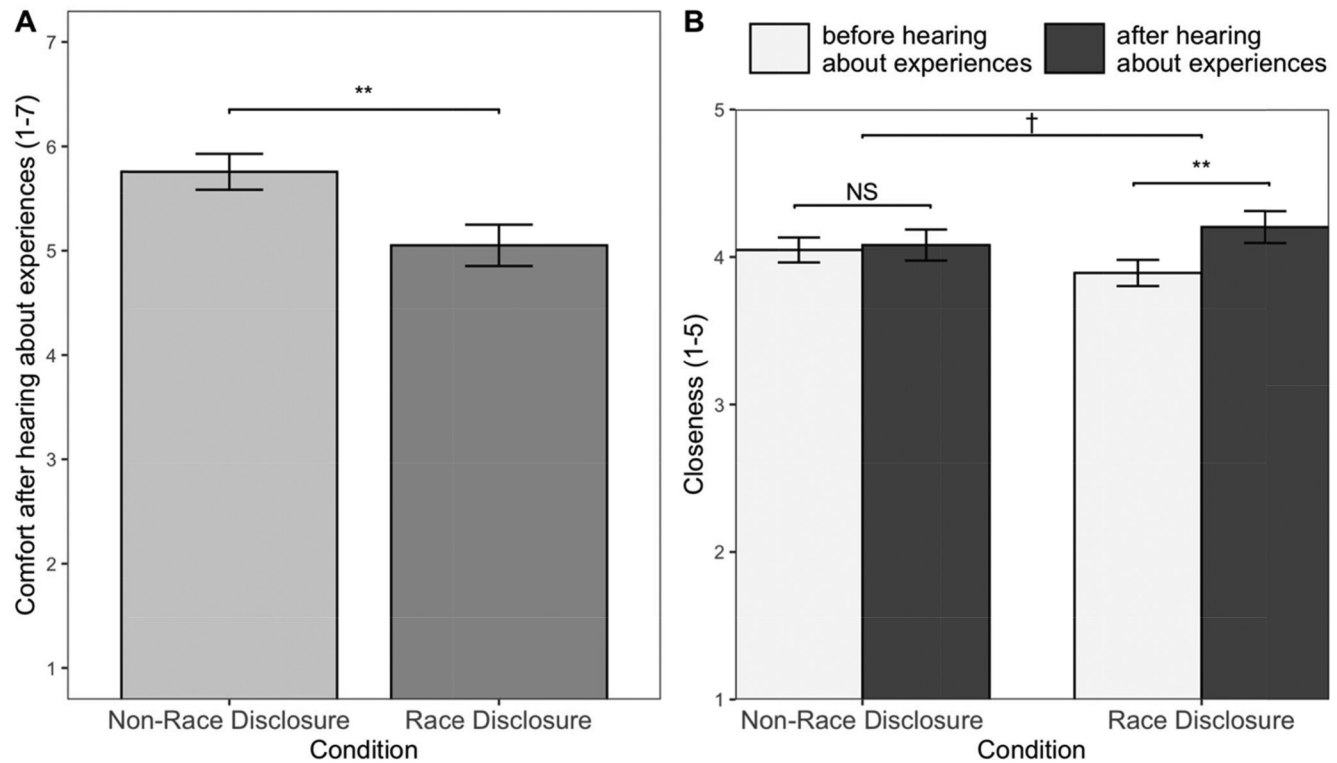 A
Comfort after hearing about experiences (1-7)
7
6
5
4
3
2
1
**
Non-Race Disclosure
Race Disclosure
Condition
B
before hearing
about experiences
after hearing
about experiences
Closeness (1-5)
5
4
3
2
1
†
NS
**
Non-Race Disclosure
Race Disclosure
Condition